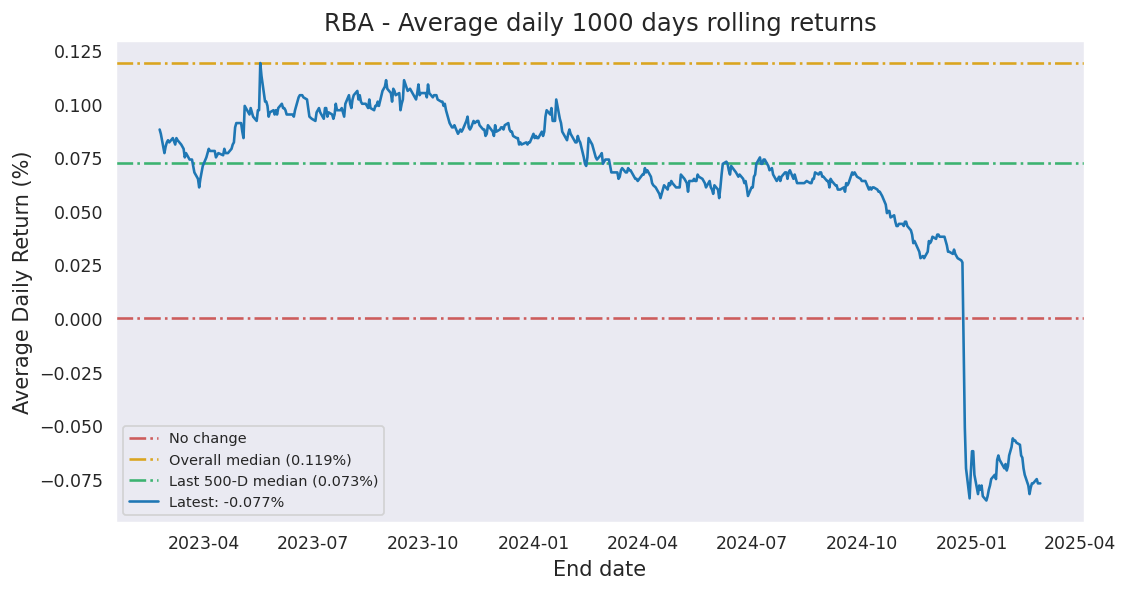 RBA - Average daily 1000 days rolling returns
Average Daily Return (%)
0.125
0.100
0.075
0.050
0.025
0.000
−0.025
−0.050
−0.075
No change
Overall median (0.119%)
Last 500-D median (0.073%)
Latest: -0.077%
2023-04 2023-07 2023-10 2024-01 2024-04 2024-07 2024-10 2025-01 2025-04
End date